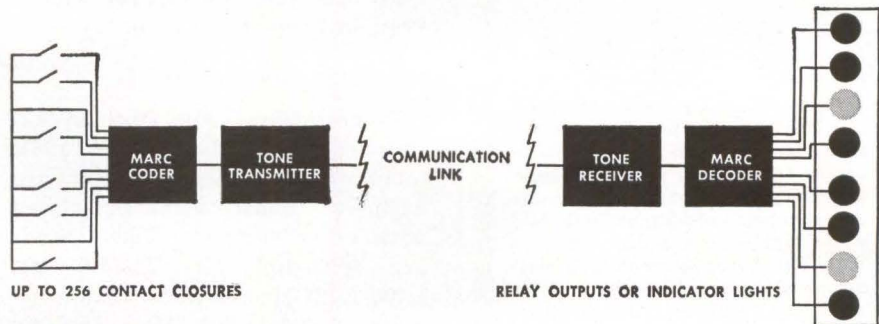 MARC
CODER
TONE
TRANSMITTER
COMMUNICATION
LINK
TONE
RECEIVER
MARC
DECODER
UP TO 256 CONTACT CLOSURES
RELAY OUTPUTS OR INDICATOR LIGHTS